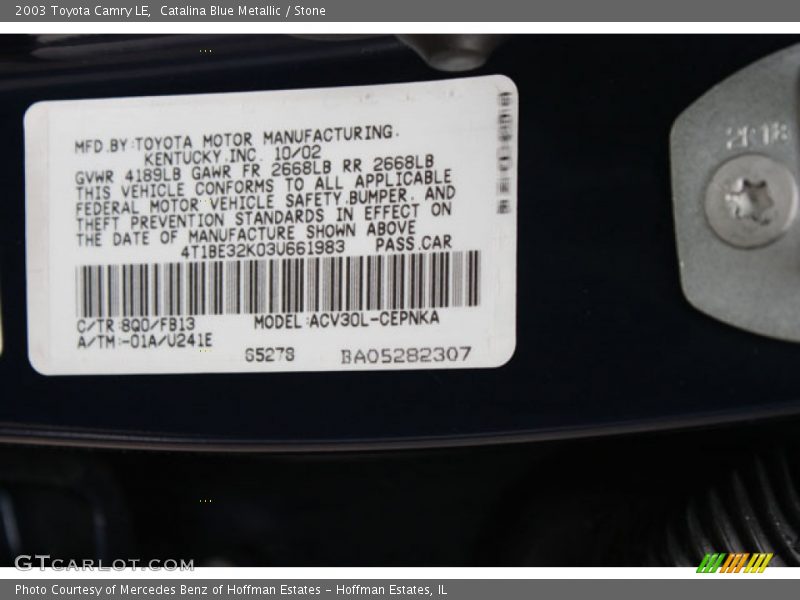 2003 Toyota Camry LE,  Catalina Blue Metallic / Stone
MFD.BY:TOYOTA MOTOR MANUFACTURING.
KENTUCKY.INC. 10/02
GVWR 4189LB GAWR FR 2668LB RR 2668LB
THIS VEHICLE CONFORMS TO ALL APPLICABLE
FEDERAL MOTOR VEHICLE SAFETY,BUMPER, AND
THEFT PREVENTION STANDARDS IN EFFECT ON
THE DATE OF MANUFACTURE SHOWN ABOVE
4T1BE32K03U661983 PASS.CAR
C/TR:8Q0/FB13 MODEL:ACV30L-CEPNKA
A/TM:-01A/U241E
65278 BA05282307
GTCARLOT.COM
Photo Courtesy of Mercedes Benz of Hoffman Estates - Hoffman Estates, IL